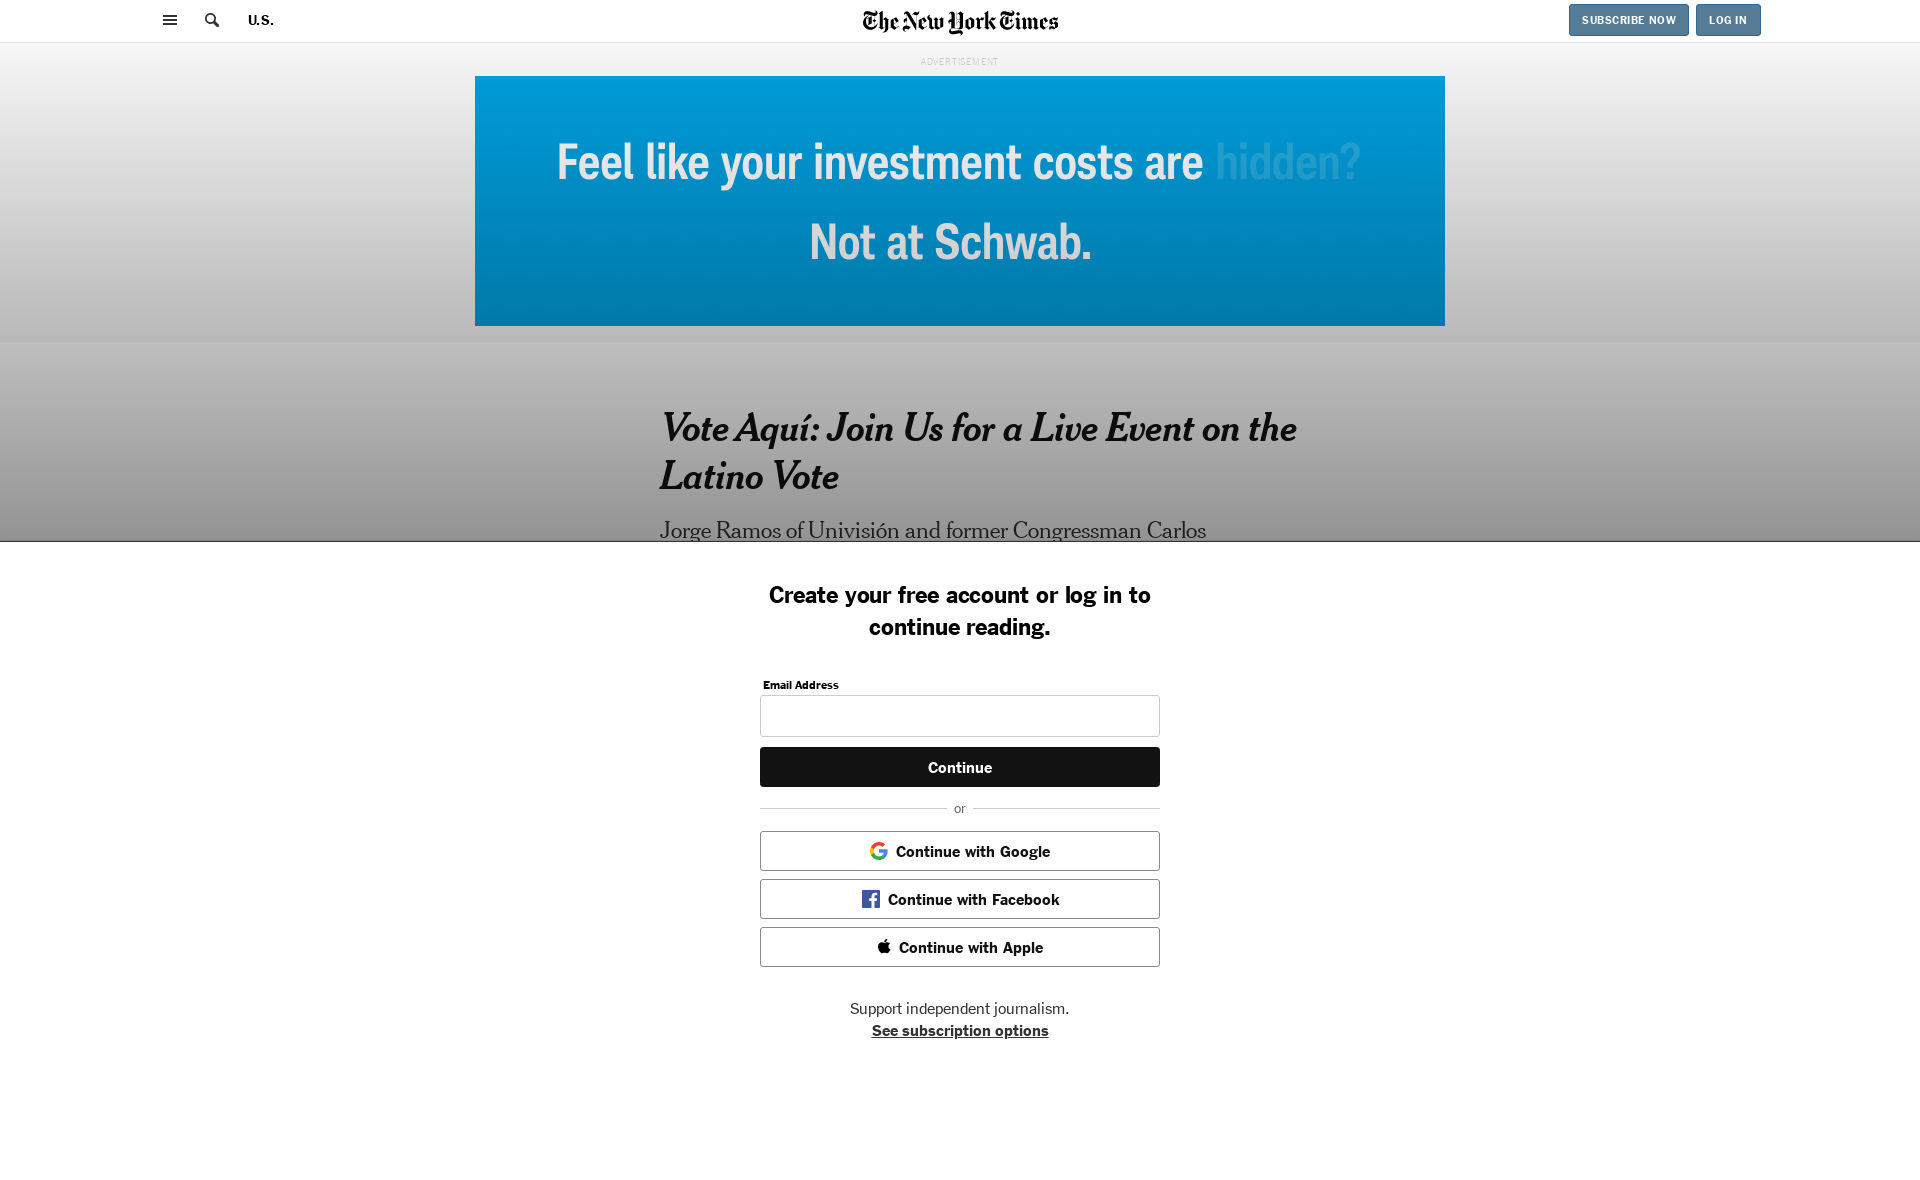 U.S.
The New York Times
SUBSCRIBE NOW
LOG IN
ADVERTISEMENT
Feel like your investment costs are hidden?
Not at Schwab.
Vote Aquí: Join Us for a Live Event on the
Latino Vote
Jorge Ramos of Univisión and former Congressman Carlos
Create your free account or log in to
continue reading.
Email Address
Continue
or
Continue with Google
Continue with Facebook
Continue with Apple
Support independent journalism.
See subscription options